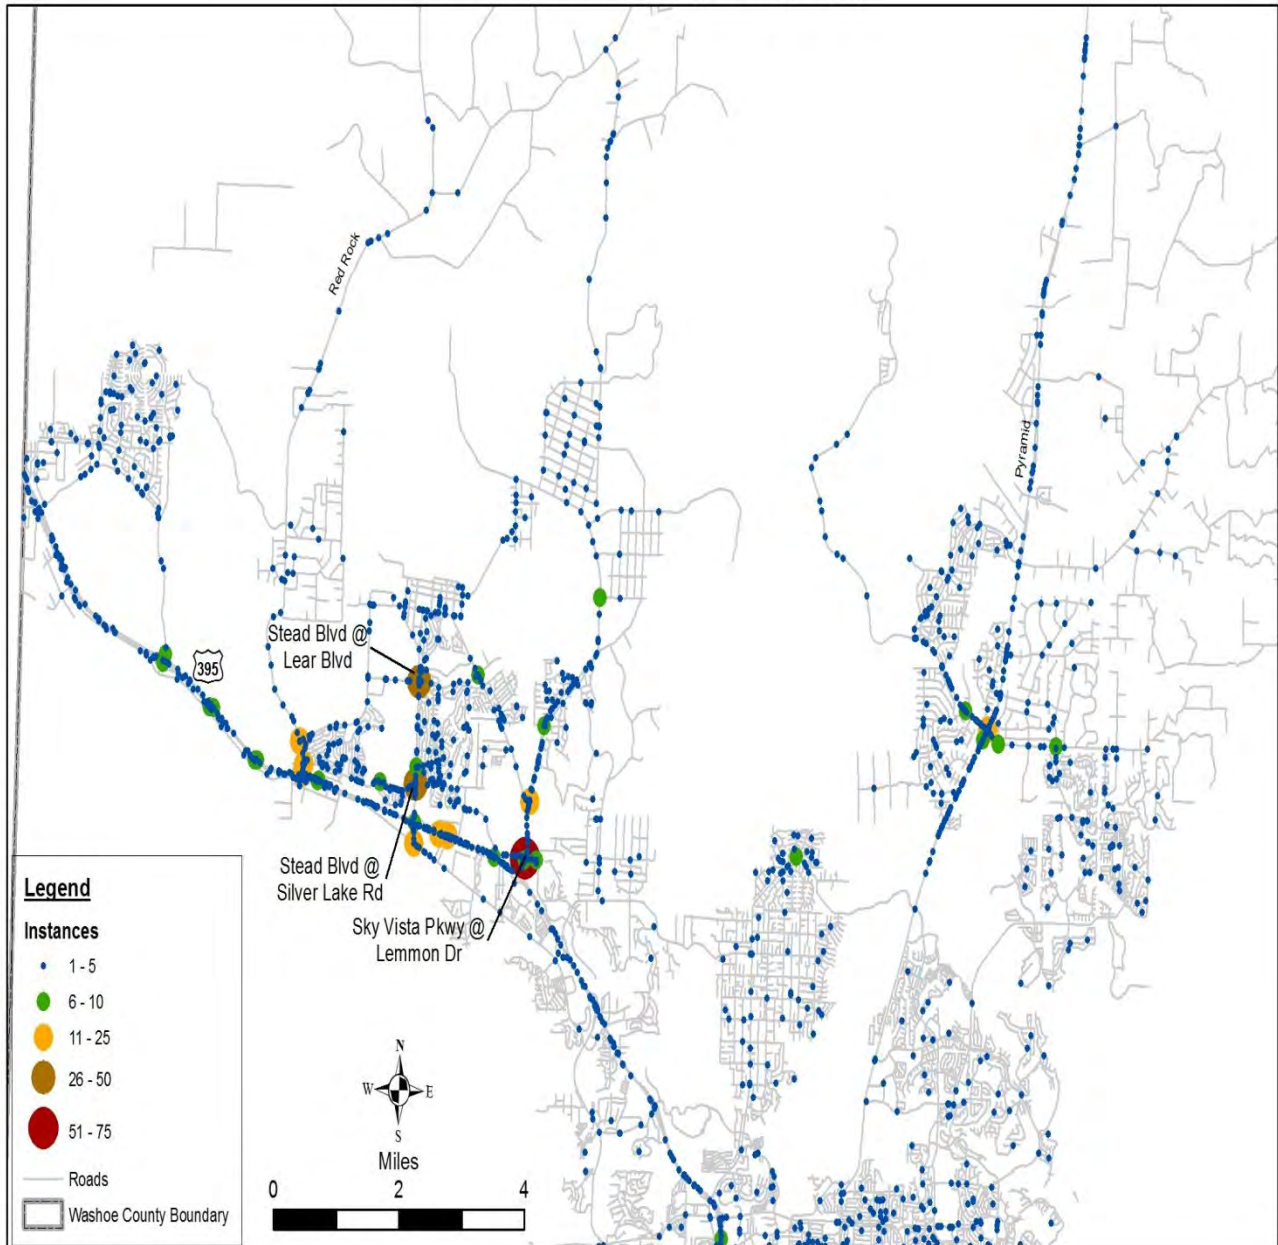 Red Rock
Pyramid
Stead Blvd @
Lear Blvd
395
Stead Blvd @
Silver Lake Rd
Sky Vista Pkwy @
Lemmon Dr
Legend
Instances
1 - 5
6 - 10
11 - 25
26 - 50
51 - 75
Roads
Washoe County Boundary
N
W E
S
Miles
0 2 4